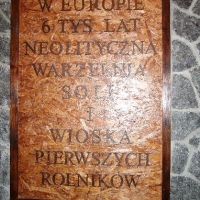 W EUROPIE
6 TYS. LAT
NEOLITYCZNA
WARZELNIA
SOLI
I
WIOSKA
PIERWSZYCH
ROLNIKÓW